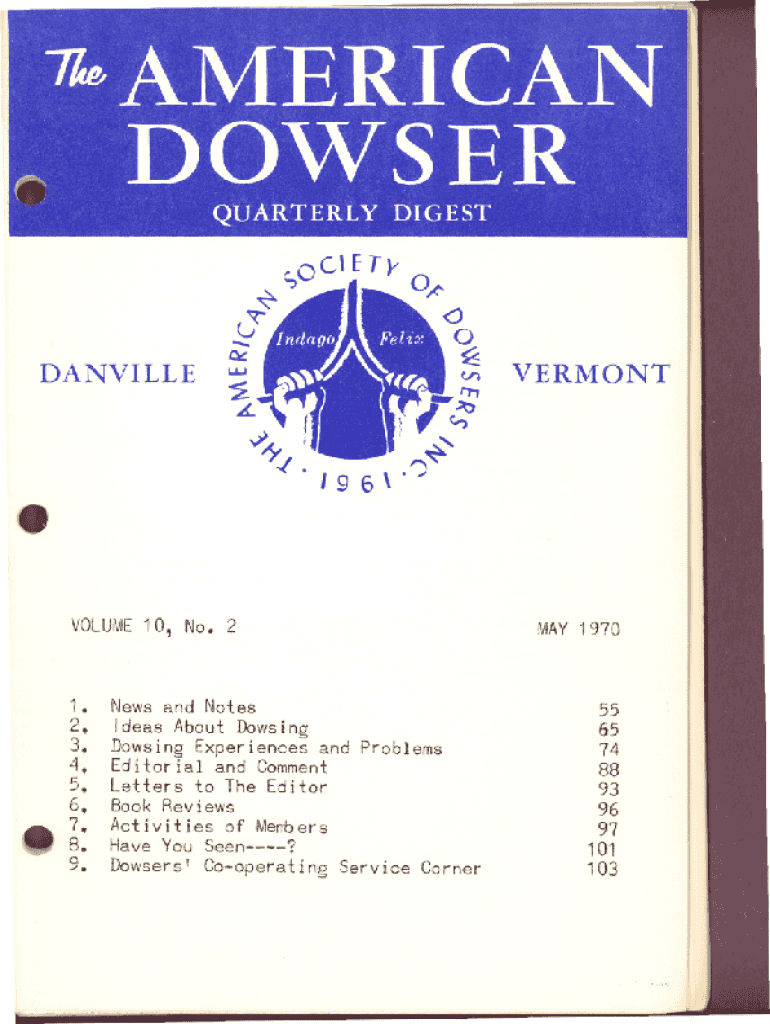 The AMERICAN
DOWSER
QUARTERLY DIGEST
THE AMERICAN SOCIETY OF DOWSERS INC. 1961
Indago Felix
DANVILLE VERMONT
VOLUME 10, No. 2 MAY 1970
1. News and Notes 55
2. Ideas About Dowsing 65
3. Dowsing Experiences and Problems 74
4. Editorial and Comment 88
5. Letters to The Editor 93
6. Book Reviews 96
7. Activities of Members 97
8. Have You Seen----? 101
9. Dowsers' Co-operating Service Corner 103